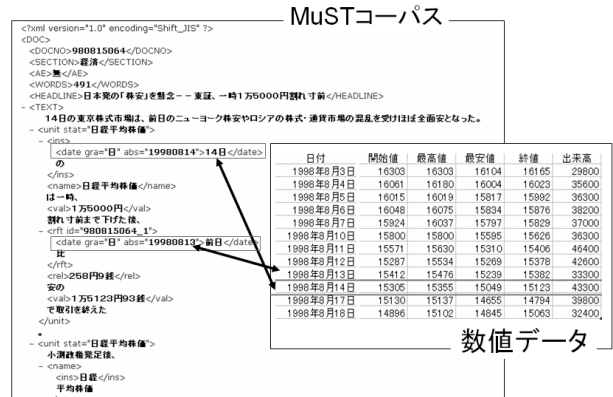 MuSTコーパス
<?xml version="1.0" encoding="Shift_JIS" ?>
<DOC>
<DOCNO>980815064</DOCNO>
<SECTION>経済</SECTION>
<AE>無</AE>
<WORDS>491</WORDS>
<HEADLINE>日本発の「株安」を懸念−−東証、一時1万5000円割れ寸前</HEADLINE>
- <TEXT>
14日の東京株式市場は、前日のニューヨーク株安やロシアの株式・通貨市場の混乱を受けほぼ全面安となった。
- <unit stat="日経平均株価">
- <ins>
<date gra="日" abs="19980814">14日</date>
の
</ins>
<name>日経平均株価</name>
は一時、
<val>1万5000円</val>
割れ寸前まで下げた後、
- <rft id="980815064_1">
<date gra="日" abs="19980813">前日</date>
比
</rft>
<rel>258円9銭</rel>
安の
<val>1万5123円93銭</val>
で取引を終えた
</unit>
。
- <unit stat="日経平均株価">
小渕政権発足後、
- <name>
<ins>日経</ins>
平均株価
日付 開始値 最高値 最安値 終値 出来高
1998年8月3日 16303 16303 16104 16165 29800
1998年8月4日 16061 16180 16004 16023 35600
1998年8月5日 16015 16019 15817 15992 36300
1998年8月6日 16048 16075 15834 15876 38200
1998年8月7日 15924 16037 15797 15829 37000
1998年8月10日 15800 15800 15595 15626 36300
1998年8月11日 15571 15630 15310 15406 46400
1998年8月12日 15287 15534 15269 15378 42600
1998年8月13日 15412 15476 15239 15382 33300
1998年8月14日 15305 15355 15049 15123 43300
1998年8月17日 15130 15137 14655 14794 39800
1998年8月18日 14896 15102 14845 15063 32400
数値データ